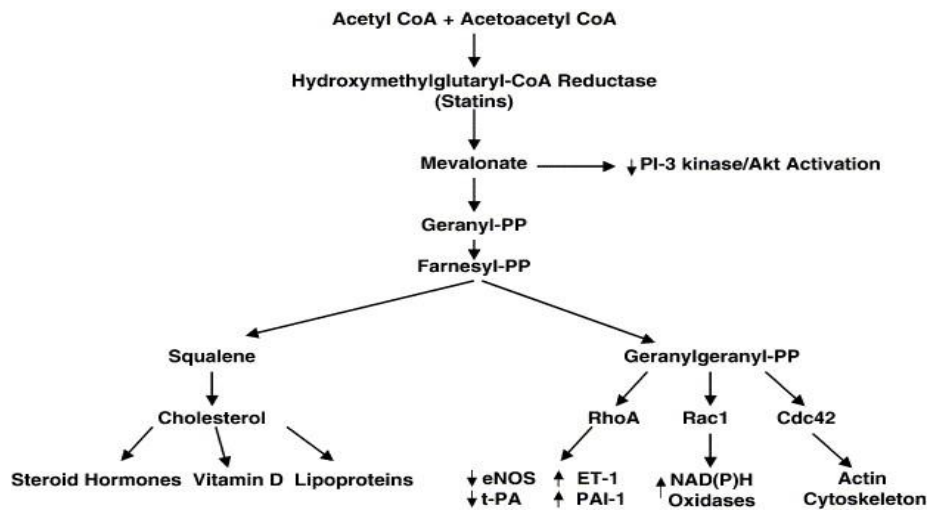 Acetyl CoA + Acetoacetyl CoA
Hydroxymethylglutaryl-CoA Reductase
(Statins)
Mevalonate
PI-3 kinase/Akt Activation
Geranyl-PP
Farnesyl-PP
Squalene
Geranylgeranyl-PP
Cholesterol
RhoA
Rac1
Cdc42
Steroid Hormones
Vitamin D
Lipoproteins
eNOS
t-PA
ET-1
PAI-1
NAD(P)H
Oxidases
Actin
Cytoskeleton